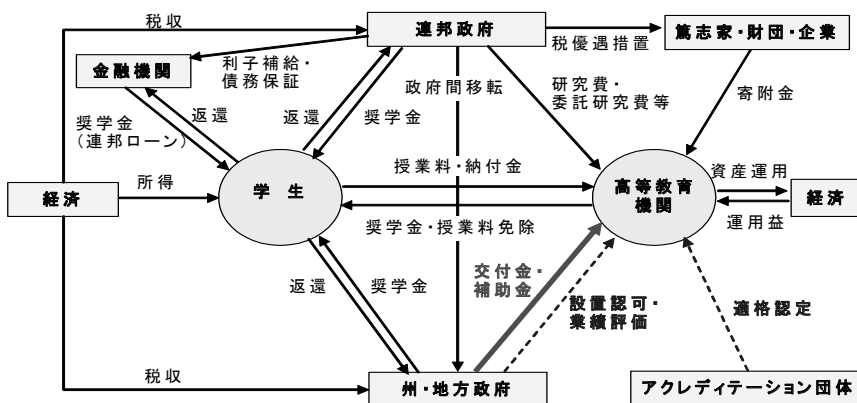 税収
連邦政府
税優遇措置
篤志家・財団・企業
金融機関
利子補給・
債務保証
政府間移転
研究費・
委託研究費等
寄附金
奨学金
（連邦ローン）
返還
返還
奨学金
経済
所得
学 生
授業料・納付金
高等教育
機関
資産運用
経済
運用益
奨学金・授業料免除
返還
奨学金
交付金・
補助金
設置認可・
業績評価
適格認定
税収
州・地方政府
アクレディテーション団体